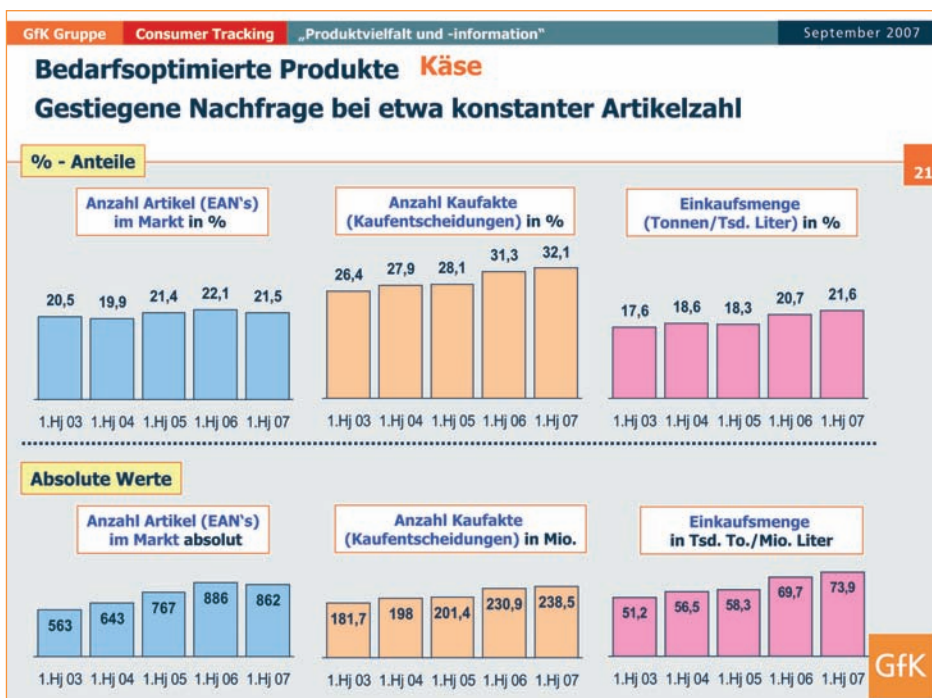 GfK Gruppe Consumer Tracking „Produktvielfalt und -information“ September 2007
Bedarfsoptimierte Produkte Käse
Gestiegene Nachfrage bei etwa konstanter Artikelzahl
% - Anteile
21
Anzahl Artikel (EAN's)
im Markt in %
20,5 19,9 21,4 22,1 21,5
1.Hj 03 1.Hj 04 1.Hj 05 1.Hj 06 1.Hj 07
Anzahl Kaufakte
(Kaufentscheidungen) in %
26,4 27,9 28,1 31,3 32,1
1.Hj 03 1.Hj 04 1.Hj 05 1.Hj 06 1.Hj 07
Einkaufsmenge
(Tonnen/Tsd. Liter) in %
17,6 18,6 18,3 20,7 21,6
1.Hj 03 1.Hj 04 1.Hj 05 1.Hj 06 1.Hj 07
Absolute Werte
Anzahl Artikel (EAN's)
im Markt absolut
563 643 767 886 862
1.Hj 03 1.Hj 04 1.Hj 05 1.Hj 06 1.Hj 07
Anzahl Kaufakte
(Kaufentscheidungen) in Mio.
181,7 198 201,4 230,9 238,5
1.Hj 03 1.Hj 04 1.Hj 05 1.Hj 06 1.Hj 07
Einkaufsmenge
in Tsd. To./Mio. Liter
51,2 56,5 58,3 69,7 73,9
1.Hj 03 1.Hj 04 1.Hj 05 1.Hj 06 1.Hj 07
GfK